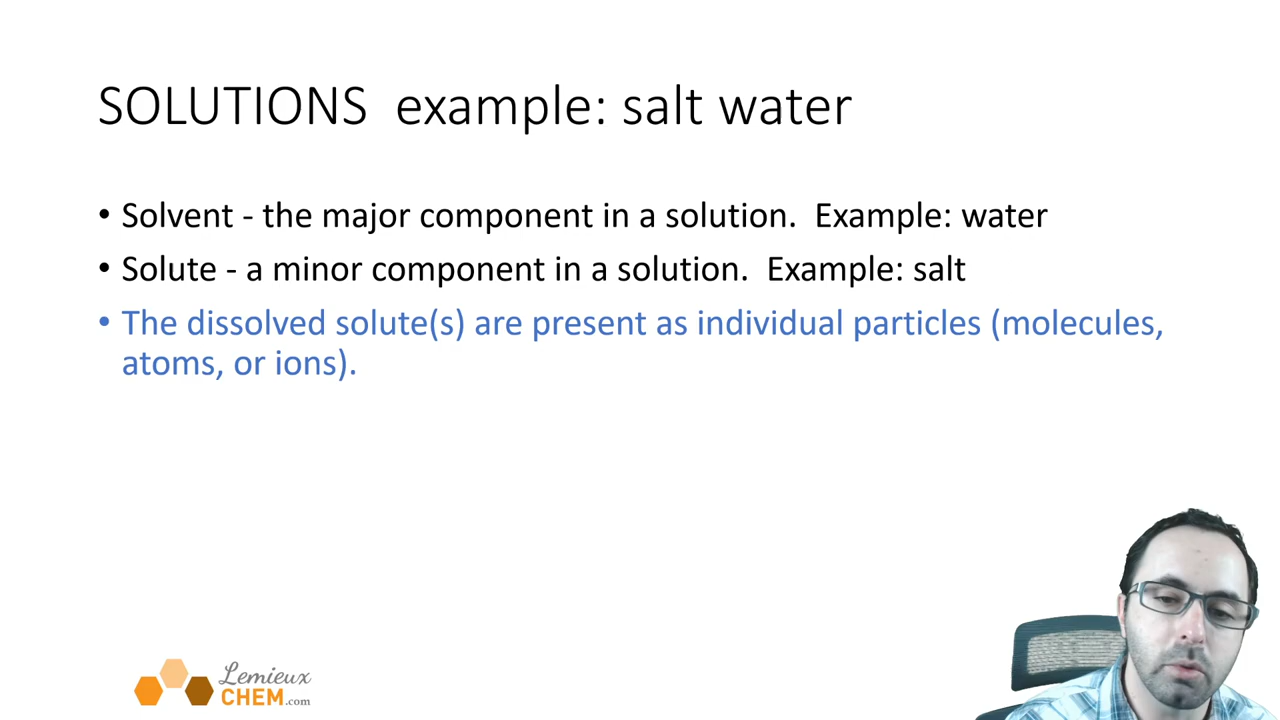 SOLUTIONS  example: salt water
• Solvent - the major component in a solution.  Example: water
• Solute - a minor component in a solution.  Example: salt
• The dissolved solute(s) are present as individual particles (molecules,
atoms, or ions).
Lemieux
CHEM.com